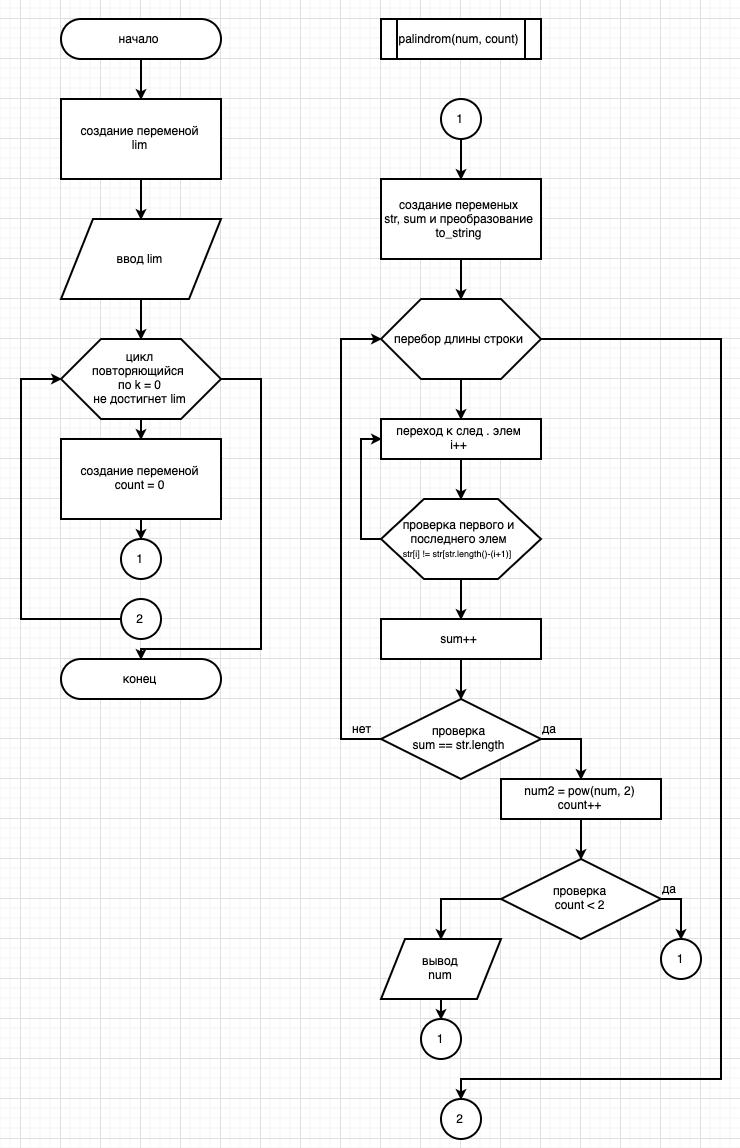 начало
создание переменой
lim
ввод lim
цикл
повторяющийся
по k = 0
не достигнет lim
создание переменой
count = 0
1
2
конец
palindrom(num, count)
1
создание переменых
str, sum и преобразование
to_string
перебор длины строки
переход к след . элем
i++
проверка первого и
последнего элем
str[i] != str[str.length()-(i+1)]
sum++
проверка
sum == str.length
нет
да
num2 = pow(num, 2)
count++
проверка
count < 2
да
1
вывод
num
1
2